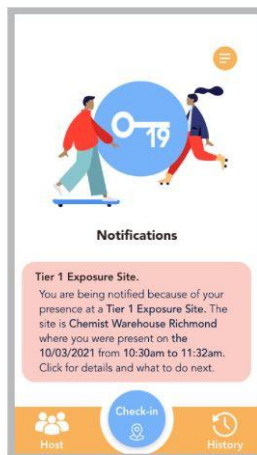 19
Notifications
Tier 1 Exposure Site.
You are being notified because of your
presence at a Tier 1 Exposure Site. The
site is Chemist Warehouse Richmond
where you were present on the
10/03/2021 from 10:30am to 11:32am.
Click for details and what to do next.
Check-in
Host
History